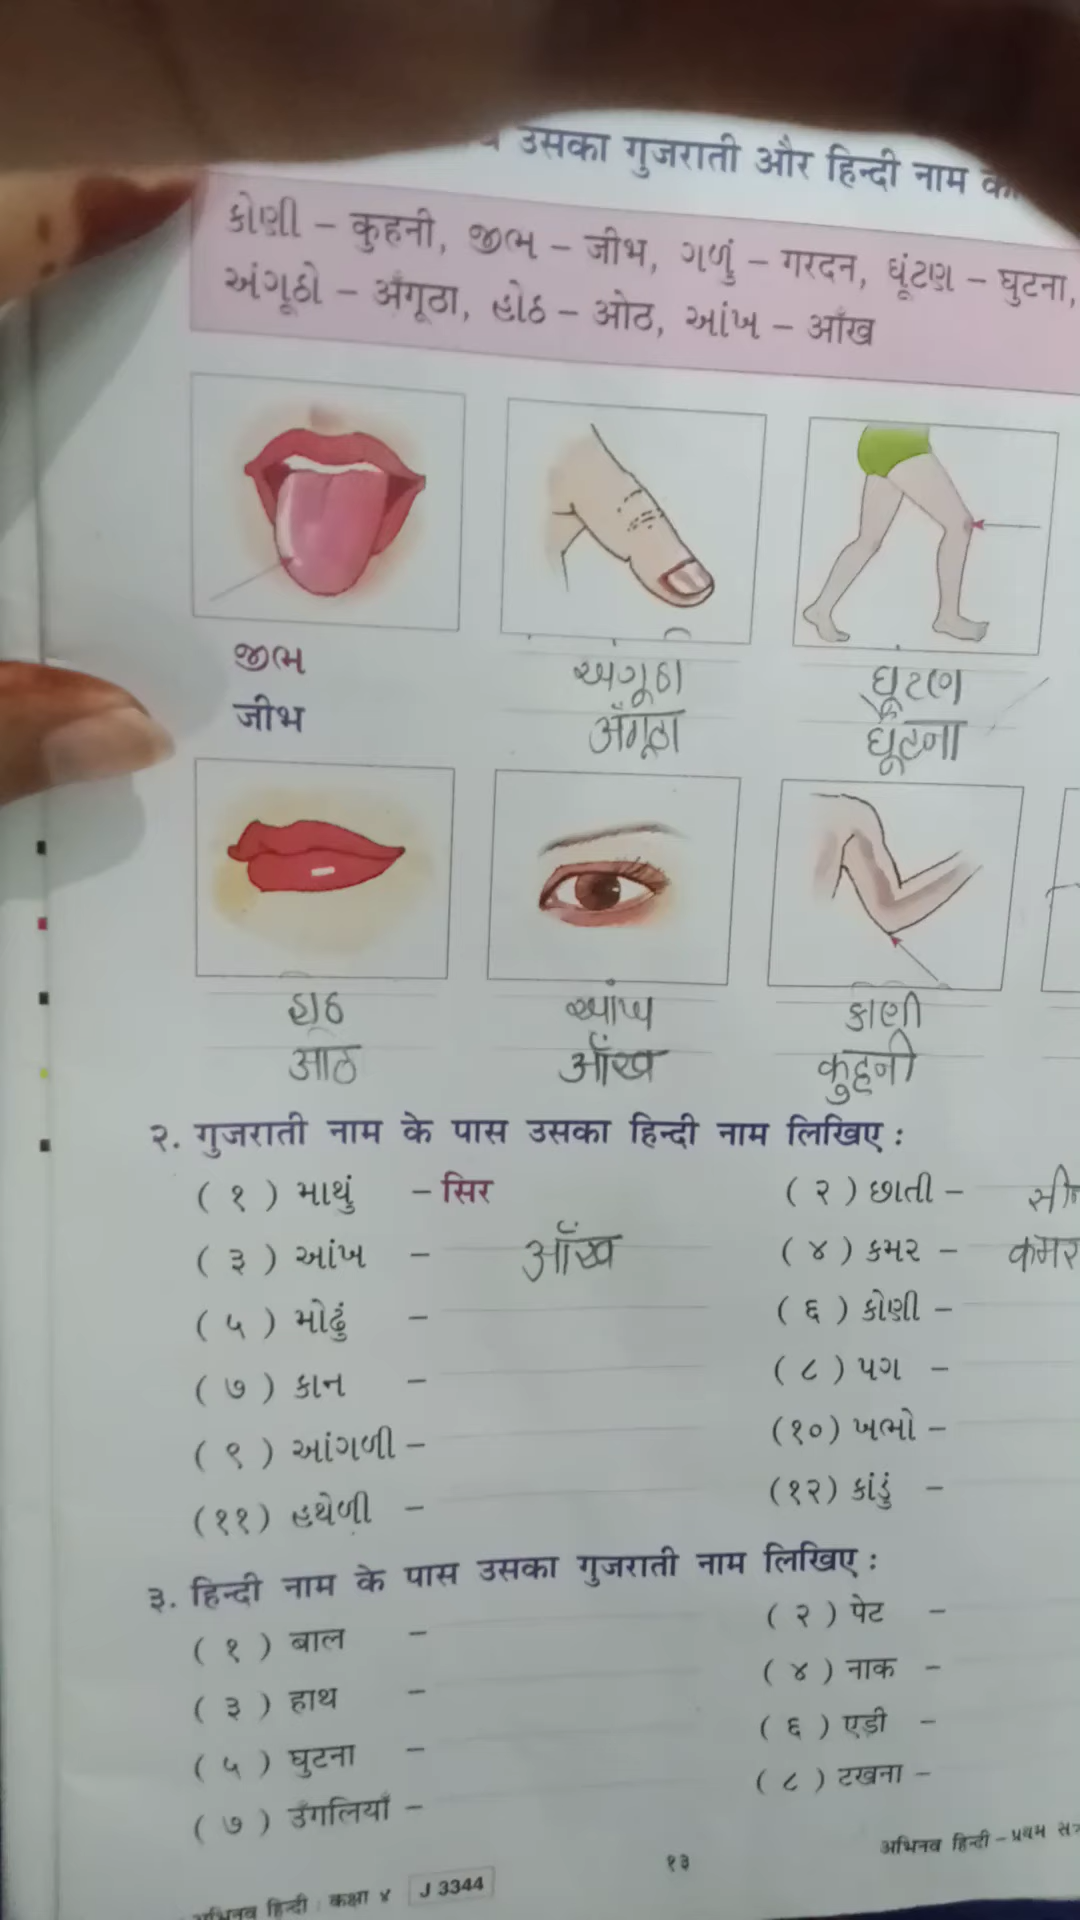 उसका गुजराती और हिन्दी नाम
કોણી – कुहनी, જીભ – जीभ, ગળું – गरदन, ઘૂંટણ – घुटना,
અંગૂઠો – अँगूठा, હોઠ – ओठ, આંખ – आँख
જીભ અંગૂઠો ઘૂંટણ
जीभ अँगूठा घूँटना
હોઠ આંખ કોણી
ओठ आँख कुहनी
२. गुजराती नाम के पास उसका हिन्दी नाम लिखिए :
( १ ) માથું – सिर ( २ ) છાતી –
( ३ ) આંખ – आँख ( ४ ) કમર – कमर
( ५ ) મોઢું – ( ६ ) કોણી –
( ७ ) કાન – ( ८ ) પગ –
( ९ ) આંગળી – (१०) ખભો –
(११) હથેળી – (१२) કાંડું –
३. हिन्दी नाम के पास उसका गुजराती नाम लिखिए :
( १ ) बाल – ( २ ) पेट –
( ३ ) हाथ – ( ४ ) नाक –
( ५ ) घुटना – ( ६ ) एड़ी –
( ७ ) उँगलियाँ – ( ८ ) टखना –
अभिनव हिन्दी : कक्षा ४ J 3344 १३ अभिनव हिन्दी – प्रथम